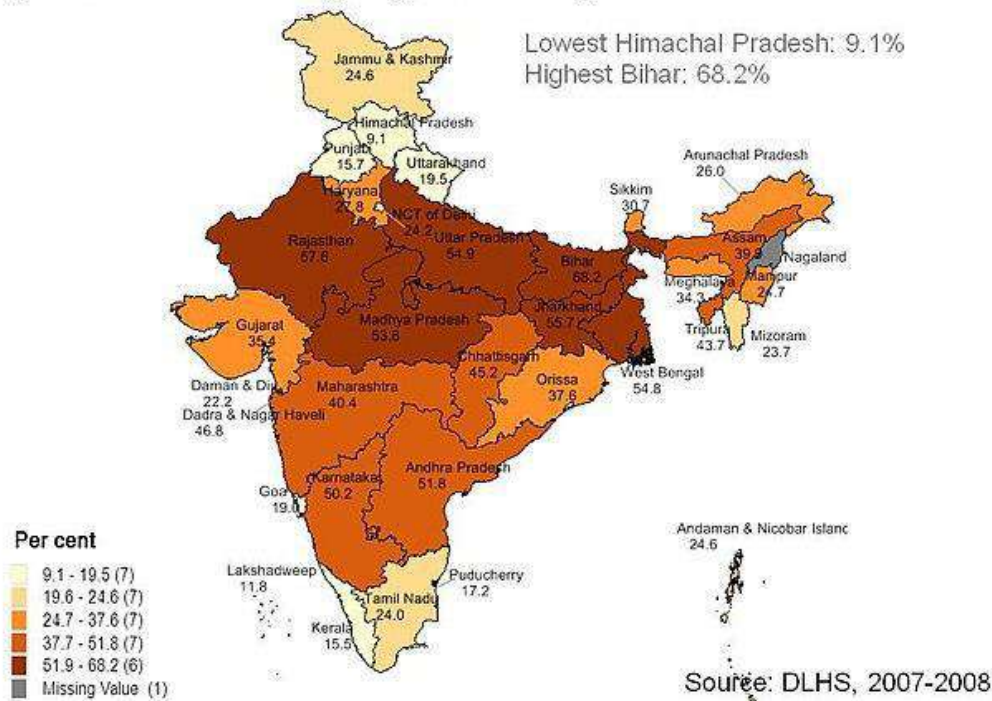 Lowest Himachal Pradesh: 9.1%
Highest Bihar: 68.2%
Jammu & Kashmir
24.6
Himachal Pradesh
9.1
Punjab
15.7
Uttarakhand
19.5
Haryana
27.8
NCT of Delhi
24.2
Rajasthan
57.6
Uttar Pradesh
54.9
Bihar
68.2
Sikkim
30.7
Arunachal Pradesh
26.0
Assam
Nagaland
Meghalaya
34.3
Manipur
24.7
Tripura
43.7
Mizoram
23.7
Jharkhand
55.7
West Bengal
54.8
Madhya Pradesh
53.8
Gujarat
35.4
Chhattisgarh
45.2
Orissa
37.6
Daman & Diu
22.2
Dadra & Nagar Haveli
46.8
Maharashtra
40.4
Andhra Pradesh
51.8
Karnataka
50.2
Goa
19.0
Andaman & Nicobar Islanc
24.6
Lakshadweep
11.8
Puducherry
17.2
Tamil Nadu
24.0
Kerala
15.5
Per cent
9.1 - 19.5 (7)
19.6 - 24.6 (7)
24.7 - 37.6 (7)
37.7 - 51.8 (7)
51.9 - 68.2 (6)
Missing Value (1)
Source: DLHS, 2007-2008